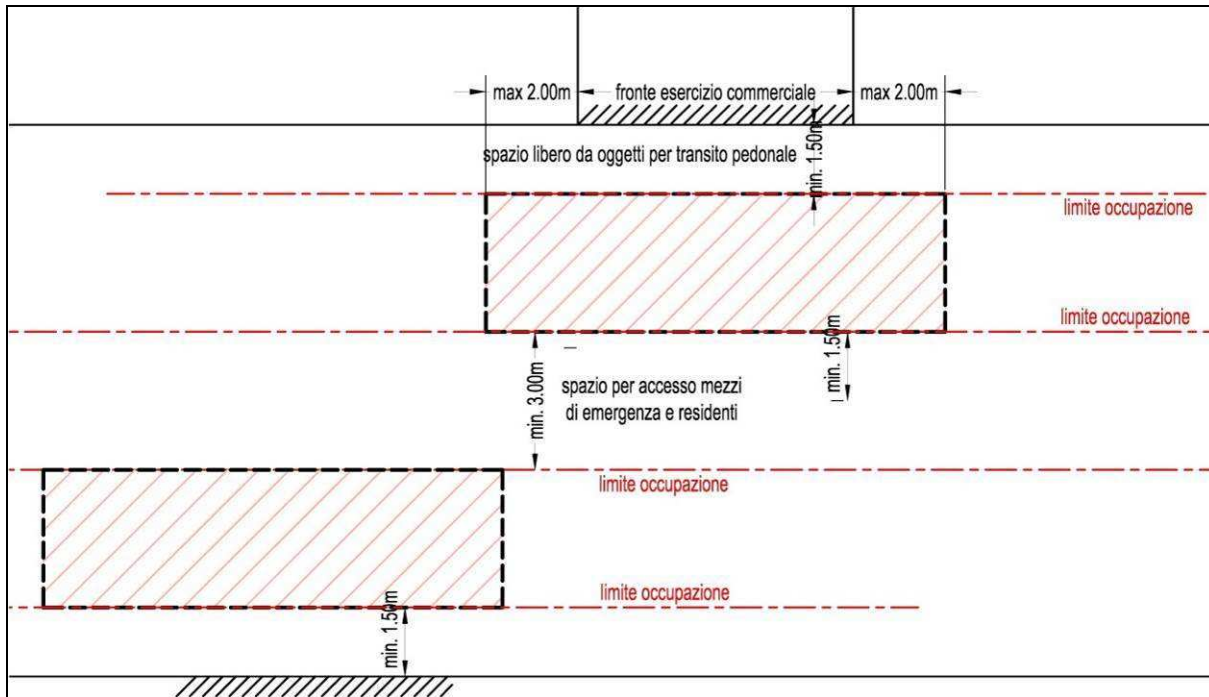 max 2.00m
fronte esercizio commerciale
max 2.00m
spazio libero da oggetti per transito pedonale
min. 1.50m
limite occupazione
limite occupazione
min. 3.00m
spazio per accesso mezzi
di emergenza e residenti
min. 1.50m
limite occupazione
limite occupazione
min. 1.50m